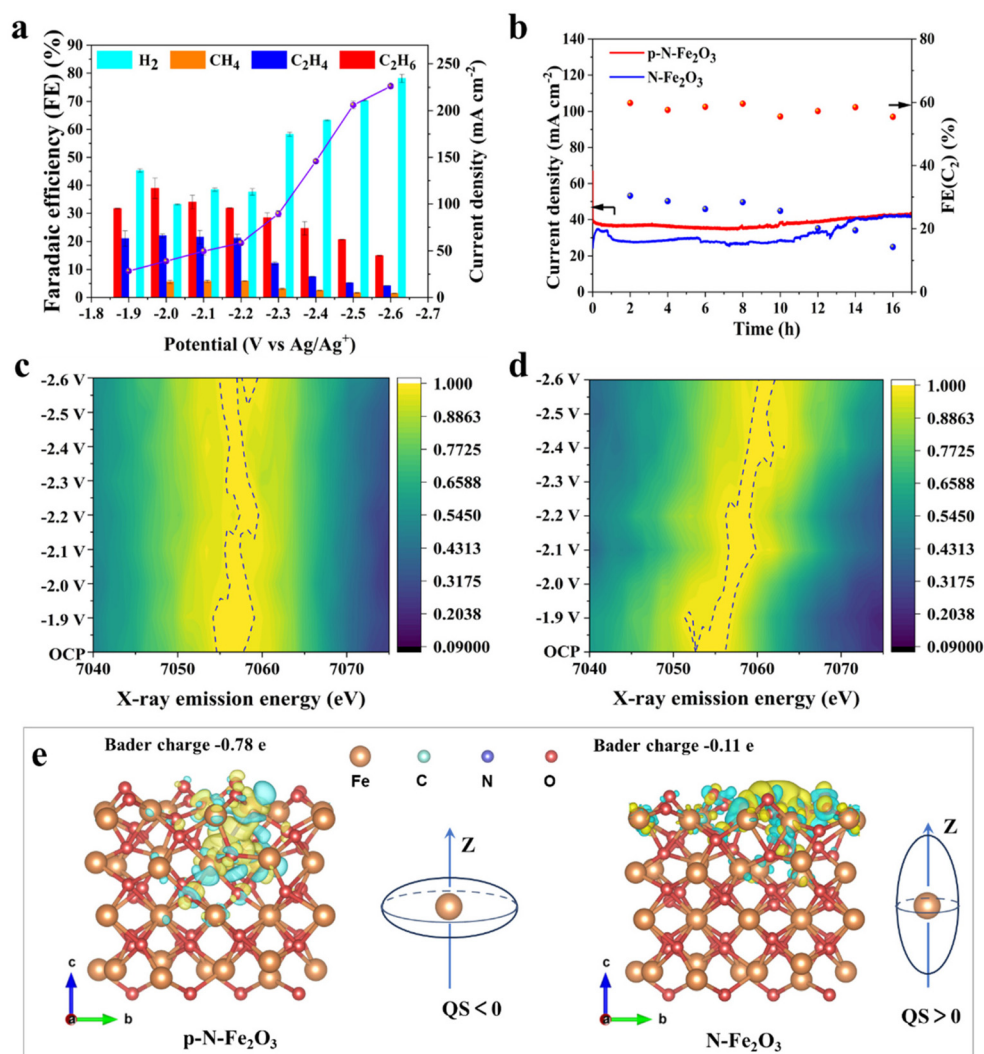 a
Faradaic efficiency (FE) (%)
90
80
70
60
50
40
30
20
10
0
H2
CH4
C2H4
C2H6
250
200
150
100
50
0
Current density (mA cm-2)
-1.8 -1.9 -2.0 -2.1 -2.2 -2.3 -2.4 -2.5 -2.6 -2.7
Potential (V vs Ag/Ag+)
b
Current density (mA cm-2)
140
120
100
80
60
40
20
0
p-N-Fe2O3
N-Fe2O3
80
60
40
20
0
FE(C2) (%)
0 2 4 6 8 10 12 14 16
Time (h)
c
-2.6 V
-2.5 V
-2.4 V
-2.3 V
-2.2 V
-2.1 V
-2.0 V
-1.9 V
OCP
7040 7050 7060 7070
X-ray emission energy (eV)
1.000
0.8863
0.7725
0.6588
0.5450
0.4313
0.3175
0.2038
0.09000
d
-2.6 V
-2.5 V
-2.4 V
-2.3 V
-2.2 V
-2.1 V
-2.0 V
-1.9 V
OCP
7040 7050 7060 7070
X-ray emission energy (eV)
1.000
0.8863
0.7725
0.6588
0.5450
0.4313
0.3175
0.2038
0.09000
e
Bader charge -0.78 e
Fe C N O
Bader charge -0.11 e
Z
QS < 0
c
a
b
p-N-Fe2O3
Z
QS > 0
c
a
b
N-Fe2O3